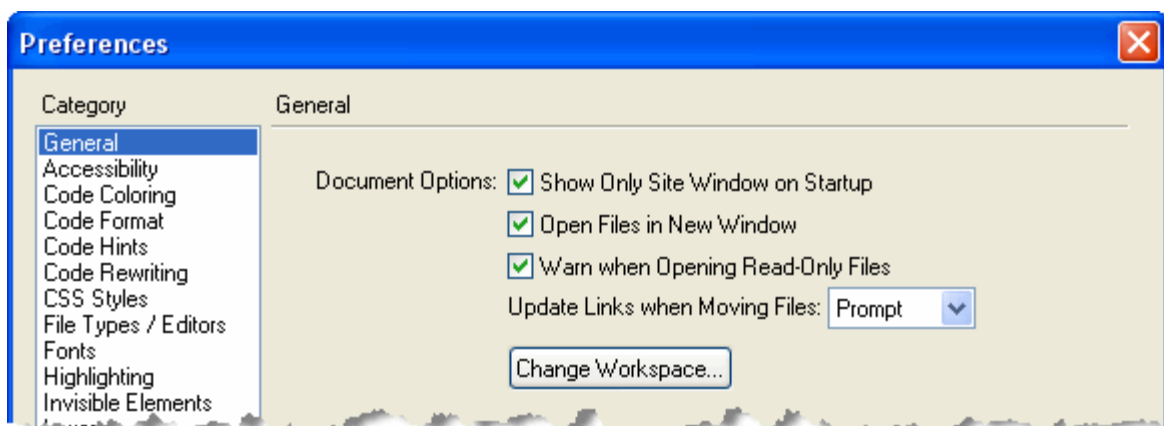 Preferences
Category
General
Accessibility
Code Coloring
Code Format
Code Hints
Code Rewriting
CSS Styles
File Types / Editors
Fonts
Highlighting
Invisible Elements
General
Document Options: Show Only Site Window on Startup
Open Files in New Window
Warn when Opening Read-Only Files
Update Links when Moving Files: Prompt
Change Workspace...